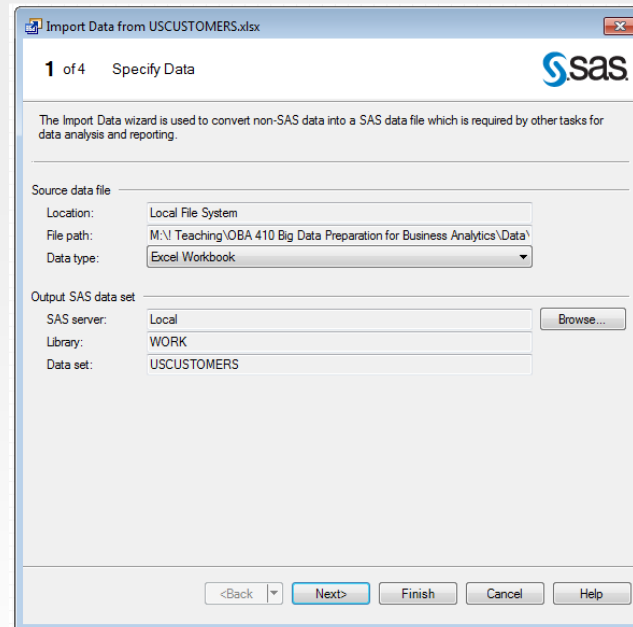 Import Data from USCUSTOMERS.xlsx
1 of 4 Specify Data
sas
The Import Data wizard is used to convert non-SAS data into a SAS data file which is required by other tasks for
data analysis and reporting.
Source data file
Location: Local File System
File path: M:\! Teaching\OBA 410 Big Data Preparation for Business Analytics\Data\
Data type: Excel Workbook
Output SAS data set
SAS server: Local Browse...
Library: WORK
Data set: USCUSTOMERS
<Back Next> Finish Cancel Help